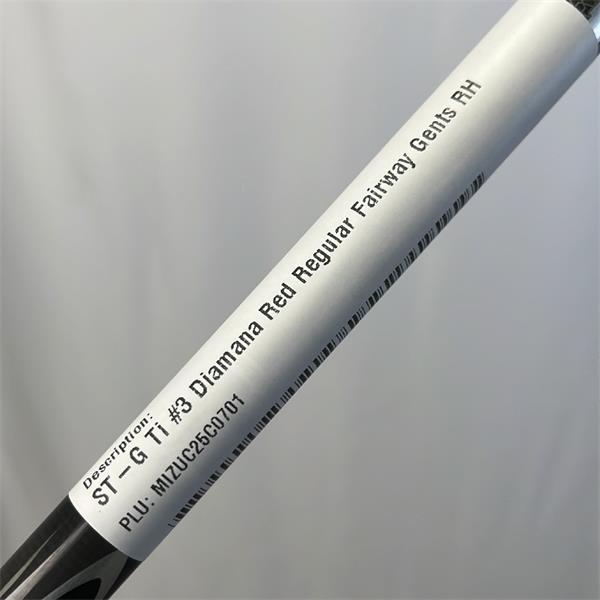 Description:
ST-G Ti #3 Diamana Red Regular Fairway Gents RH
PLU: MIZUC25C0701